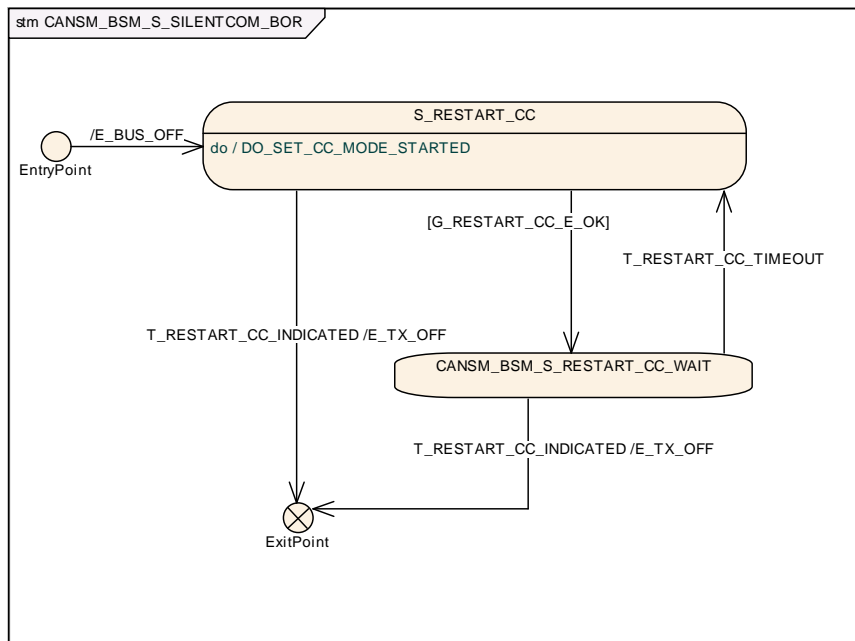 stm CANSM_BSM_S_SILENTCOM_BOR
S_RESTART_CC
/E_BUS_OFF
do / DO_SET_CC_MODE_STARTED
EntryPoint
[G_RESTART_CC_E_OK]
T_RESTART_CC_TIMEOUT
T_RESTART_CC_INDICATED /E_TX_OFF
CANSM_BSM_S_RESTART_CC_WAIT
T_RESTART_CC_INDICATED /E_TX_OFF
ExitPoint